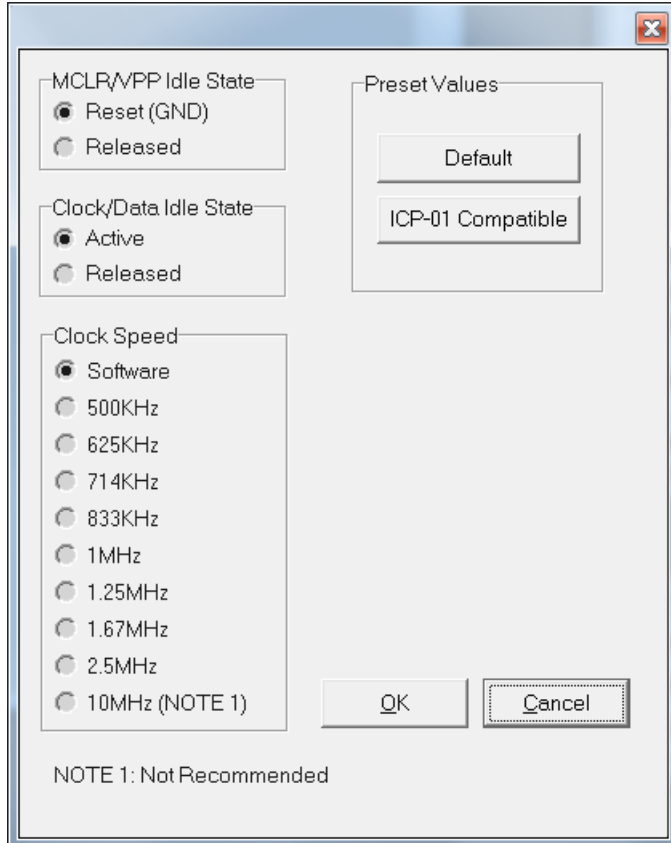 MCLR/VPP Idle State
Reset (GND)
Released
Clock/Data Idle State
Active
Released
Clock Speed
Software
500KHz
625KHz
714KHz
833KHz
1MHz
1.25MHz
1.67MHz
2.5MHz
10MHz (NOTE 1)
Preset Values
Default
ICP-01 Compatible
OK
Cancel
NOTE 1: Not Recommended